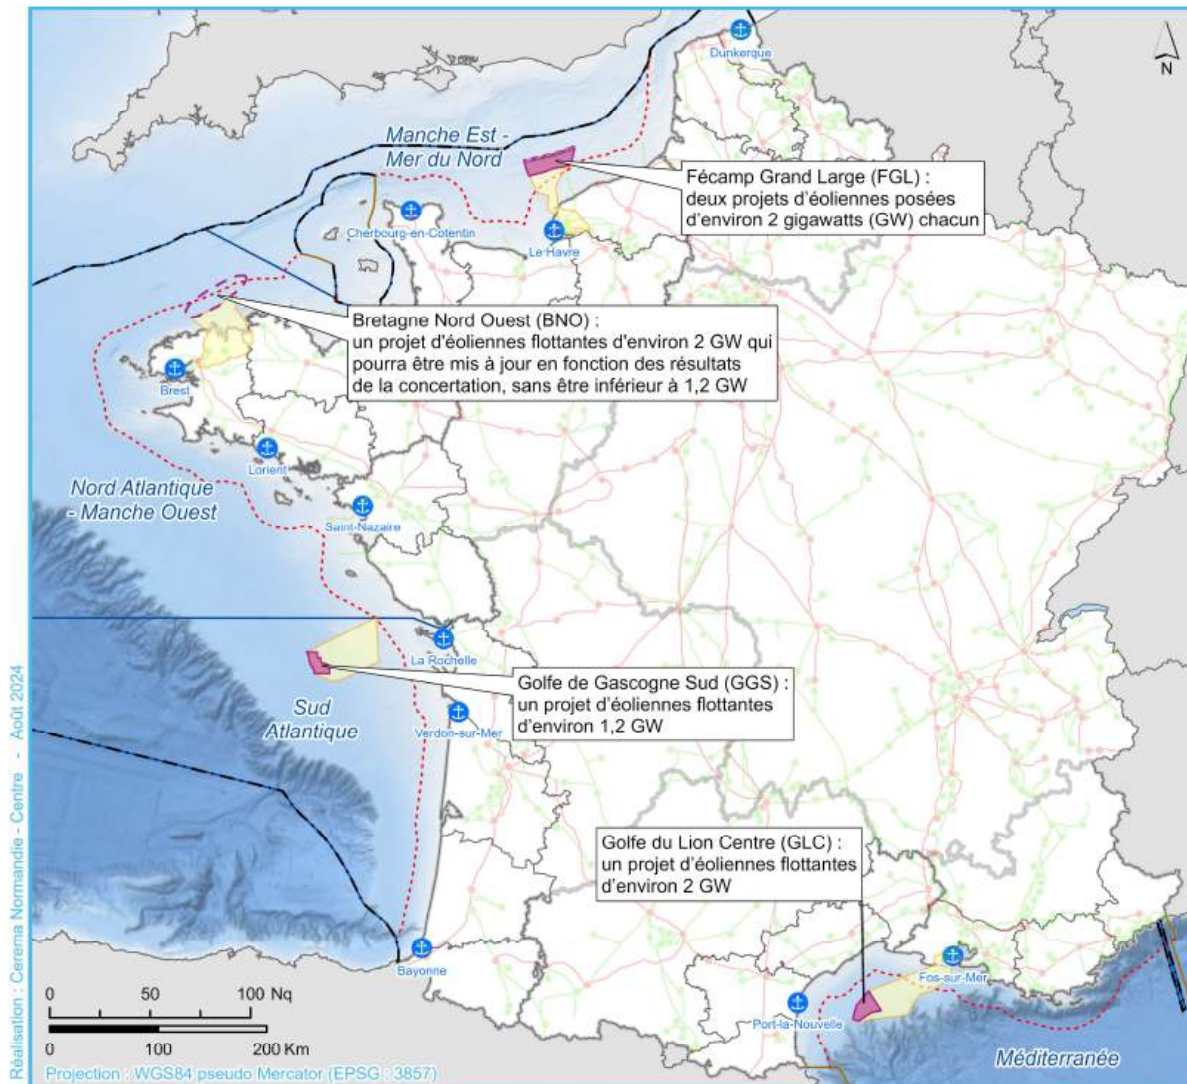 Dunkerque
N
Manche Est -
Mer du Nord
Fécamp Grand Large (FGL) :
deux projets d'éoliennes posées
d'environ 2 gigawatts (GW) chacun
Cherbourg-en-Cotentin
Le Havre
Bretagne Nord Ouest (BNO) :
un projet d'éoliennes flottantes d'environ 2 GW qui
pourra être mis à jour en fonction des résultats
de la concertation, sans être inférieur à 1,2 GW
Brest
Lorient
Nord Atlantique
- Manche Ouest
Saint-Nazaire
La Rochelle
Golfe de Gascogne Sud (GGS) :
un projet d'éoliennes flottantes
d'environ 1,2 GW
Sud
Atlantique
Verdon-sur-Mer
Golfe du Lion Centre (GLC) :
un projet d'éoliennes flottantes
d'environ 2 GW
Bayonne
Fos-sur-Mer
Port-la-Nouvelle
Méditerranée
0 50 100 Nq
0 100 200 Km
Projection : WGS84 pseudo Mercator (EPSG : 3857)
Réalisation : Cerema Normandie - Centre - Août 2024